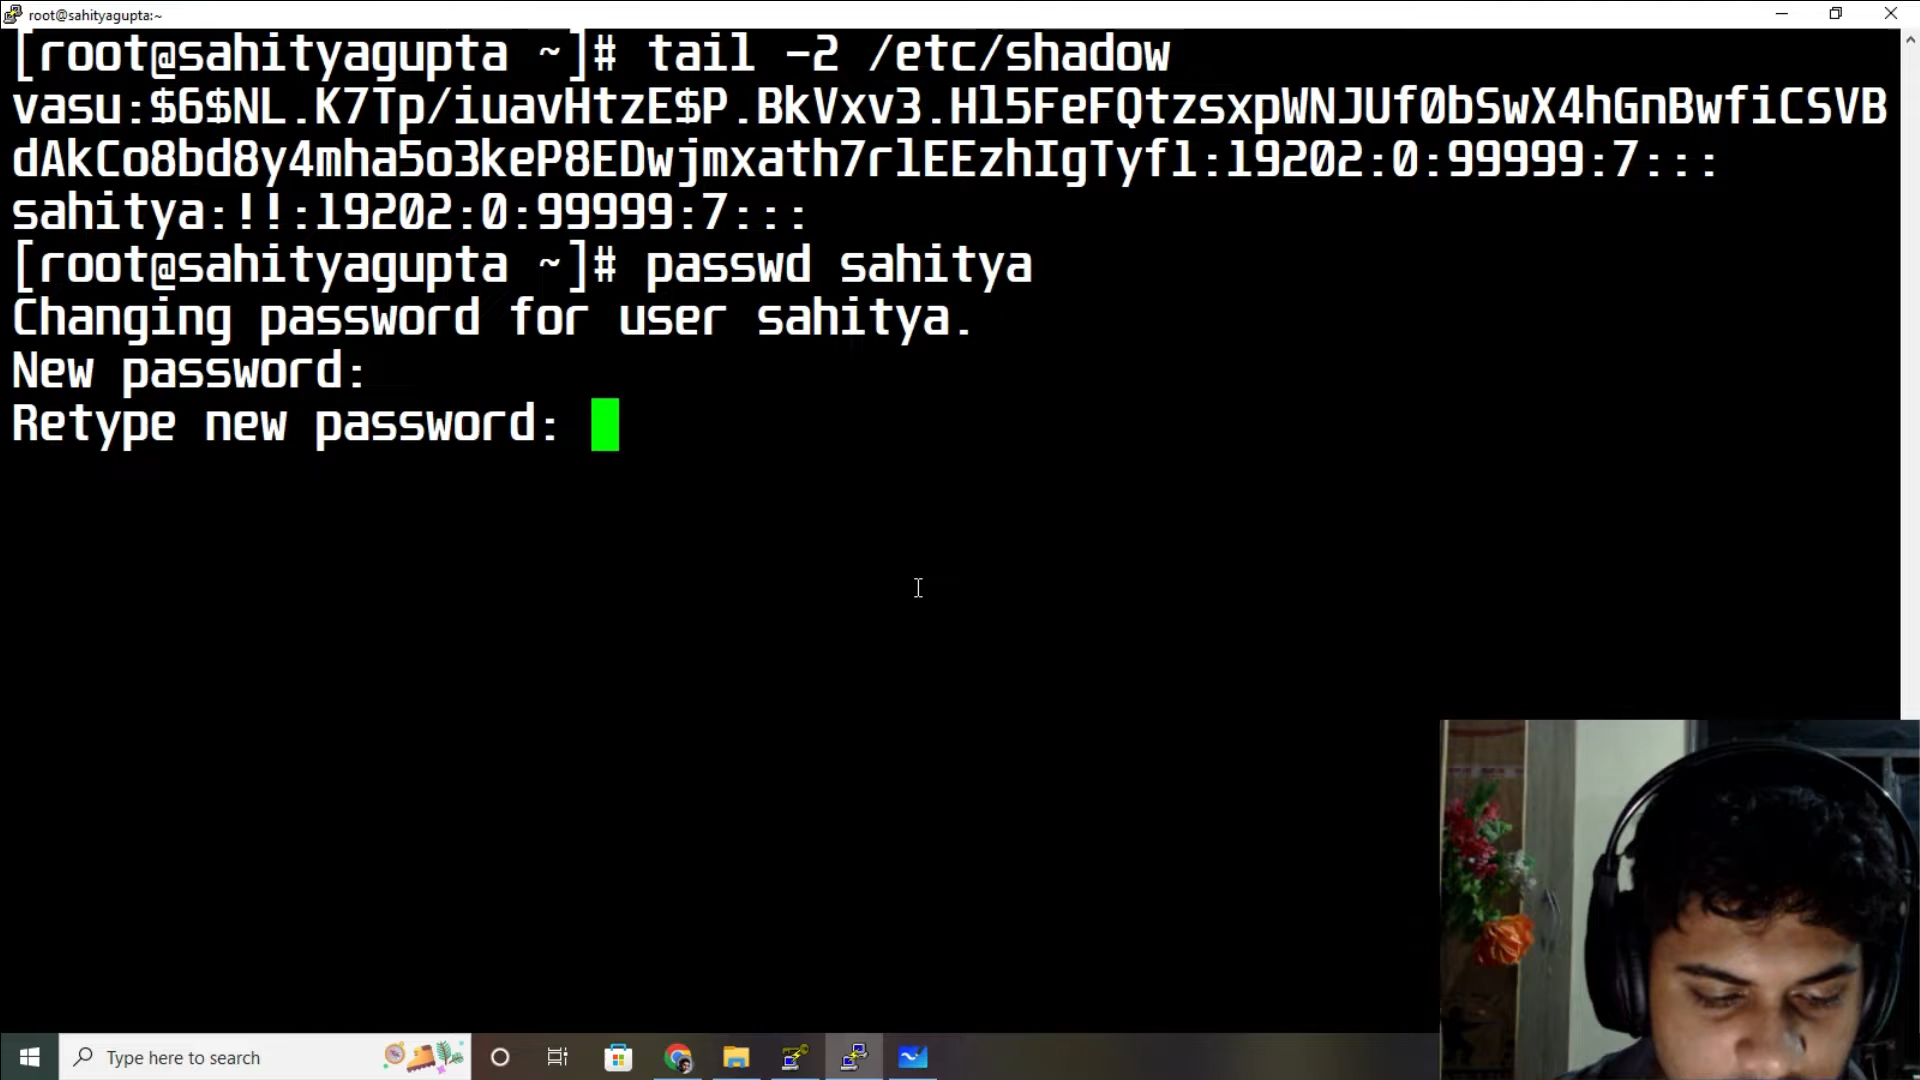 root@sahityagupta:~
[root@sahityagupta ~]# tail -2 /etc/shadow
vasu:$6$NL.K7Tp/iuavHtzE$P.BkVxv3.Hl5FeFQtzsxpWNJUf0bSwX4hGnBwfiCSVB
dAkCo8bd8y4mha5o3keP8EDwjmxath7rlEEzhIgTyf1:19202:0:99999:7:::
sahitya:!!:19202:0:99999:7:::
[root@sahityagupta ~]# passwd sahitya
Changing password for user sahitya.
New password:
Retype new password:
Type here to search